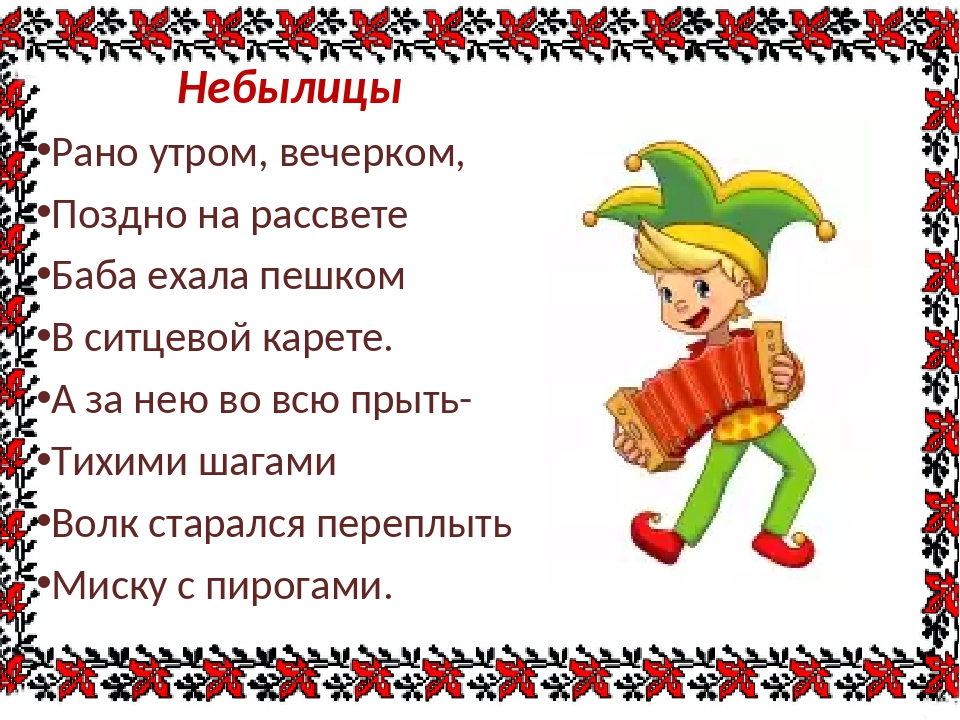 Небылицы
•Рано утром, вечерком,
•Поздно на рассвете
•Баба ехала пешком
•В ситцевой карете.
•А за нею во всю прыть-
•Тихими шагами
•Волк старался переплыть
•Миску с пирогами.